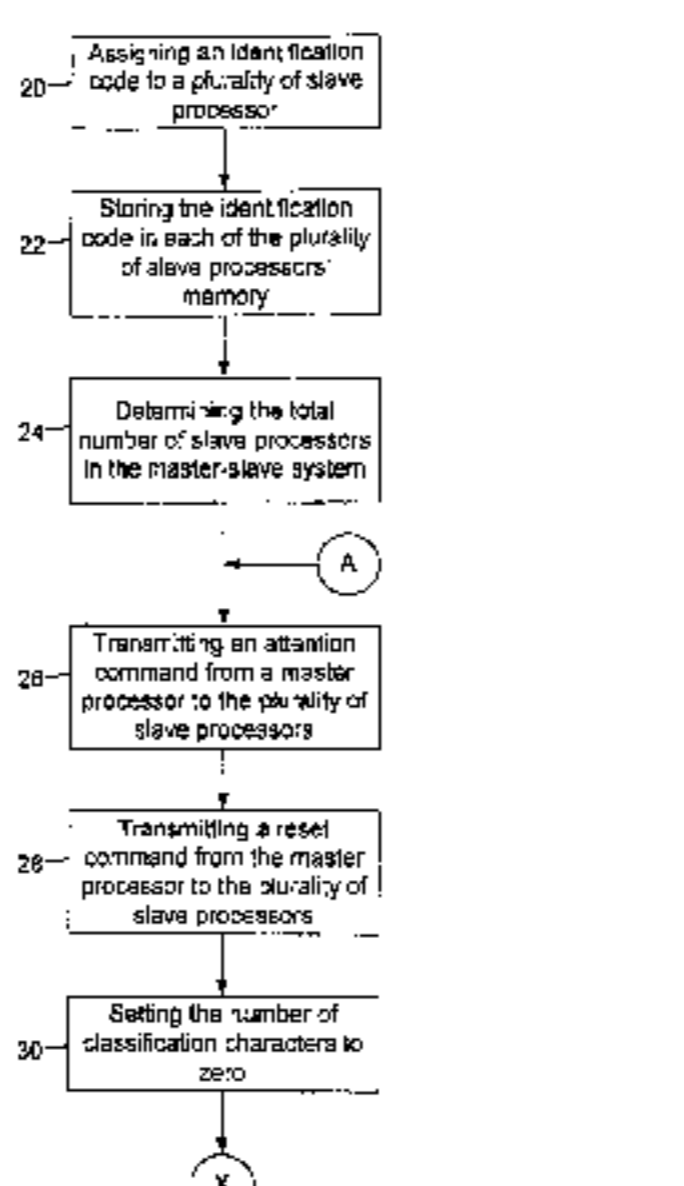 Assigning an identification
20
code to a plurality of slave
processor
Storing the identification
22
code in each of the plurality
of slave processors'
memory
Determining the total
24
number of slave processors
in the master-slave system
A
Transmitting an attention
26
command from a master
processor to the plurality of
slave processors
Transmitting a reset
28
command from the master
processor to the plurality of
slave processors
Setting the number of
30
classification characters to
zero